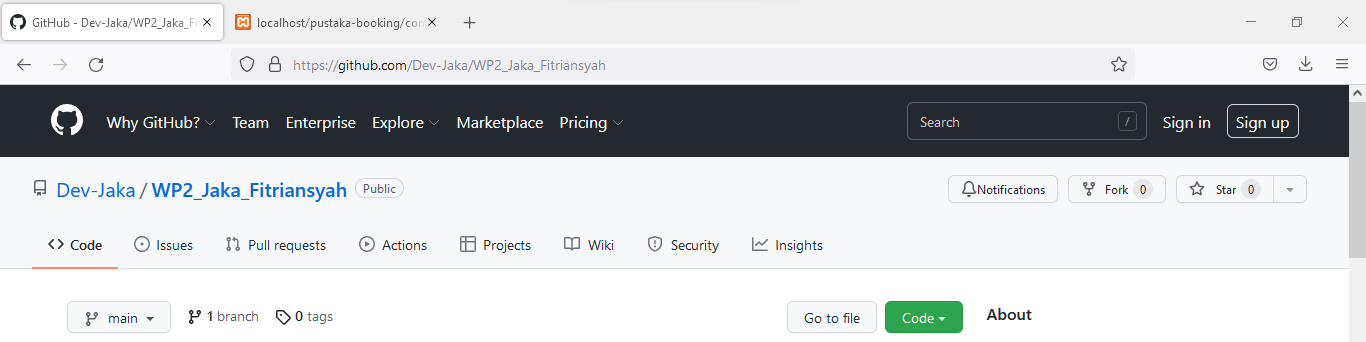 GitHub - Dev-Jaka/WP2_Jaka_Fi
localhost/pustaka-booking/con
https://github.com/Dev-Jaka/WP2_Jaka_Fitriansyah
Why GitHub? Team Enterprise Explore Marketplace Pricing Search / Sign in Sign up
Dev-Jaka / WP2_Jaka_Fitriansyah Public Notifications Fork 0 Star 0
Code Issues Pull requests Actions Projects Wiki Security Insights
main 1 branch 0 tags Go to file Code About